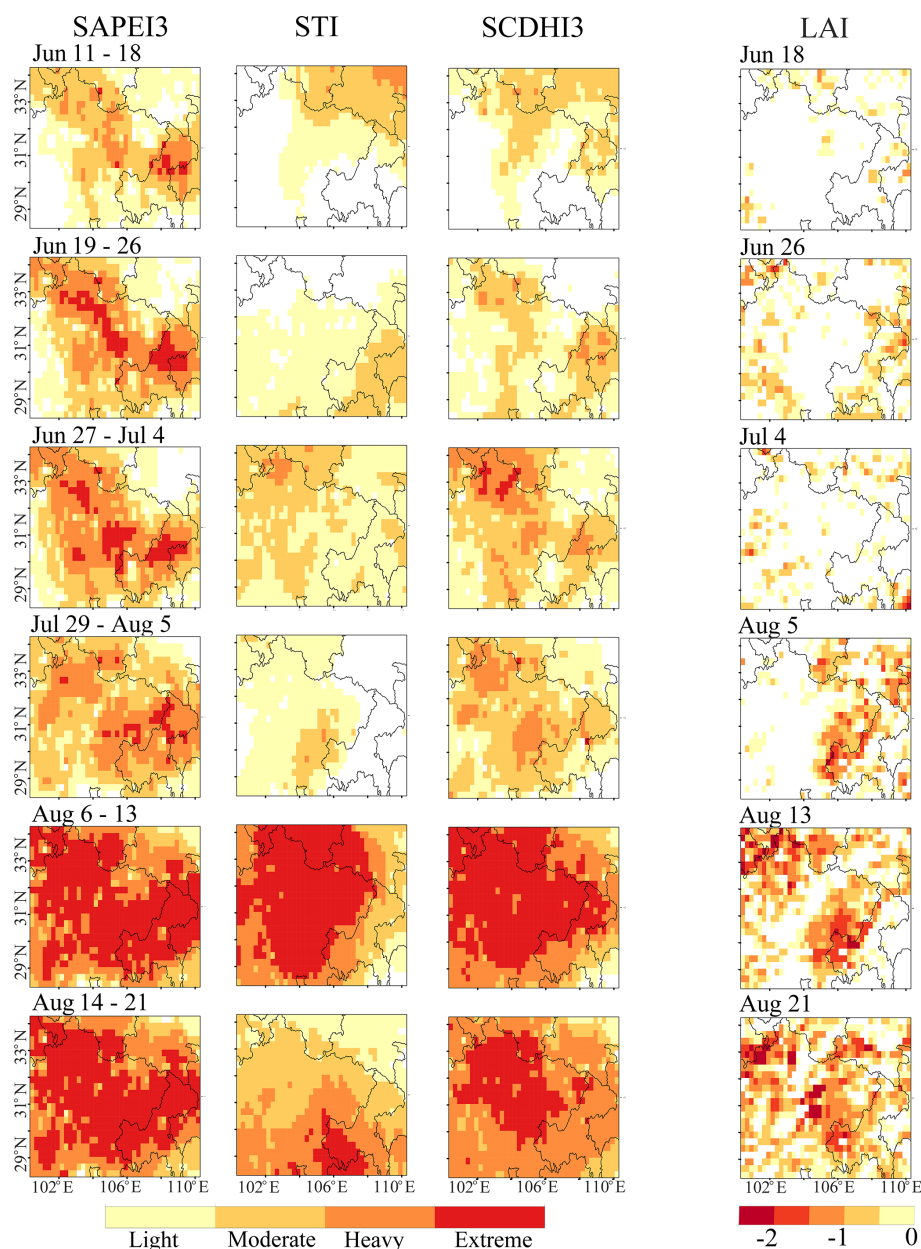 SAPEI3 STI SCDHI3 LAI
Jun 11 - 18 Jun 18
33°N
31°N
29°N
Jun 19 - 26 Jun 26
33°N
31°N
29°N
Jun 27 - Jul 4 Jul 4
33°N
31°N
29°N
Jul 29 - Aug 5 Aug 5
33°N
31°N
29°N
Aug 6 - 13 Aug 13
33°N
31°N
29°N
Aug 14 - 21 Aug 21
33°N
31°N
29°N
102°E 106°E 110°E 102°E 106°E 110°E 102°E 106°E 110°E 102°E 106°E 110°E
Light Moderate Heavy Extreme -2 -1 0